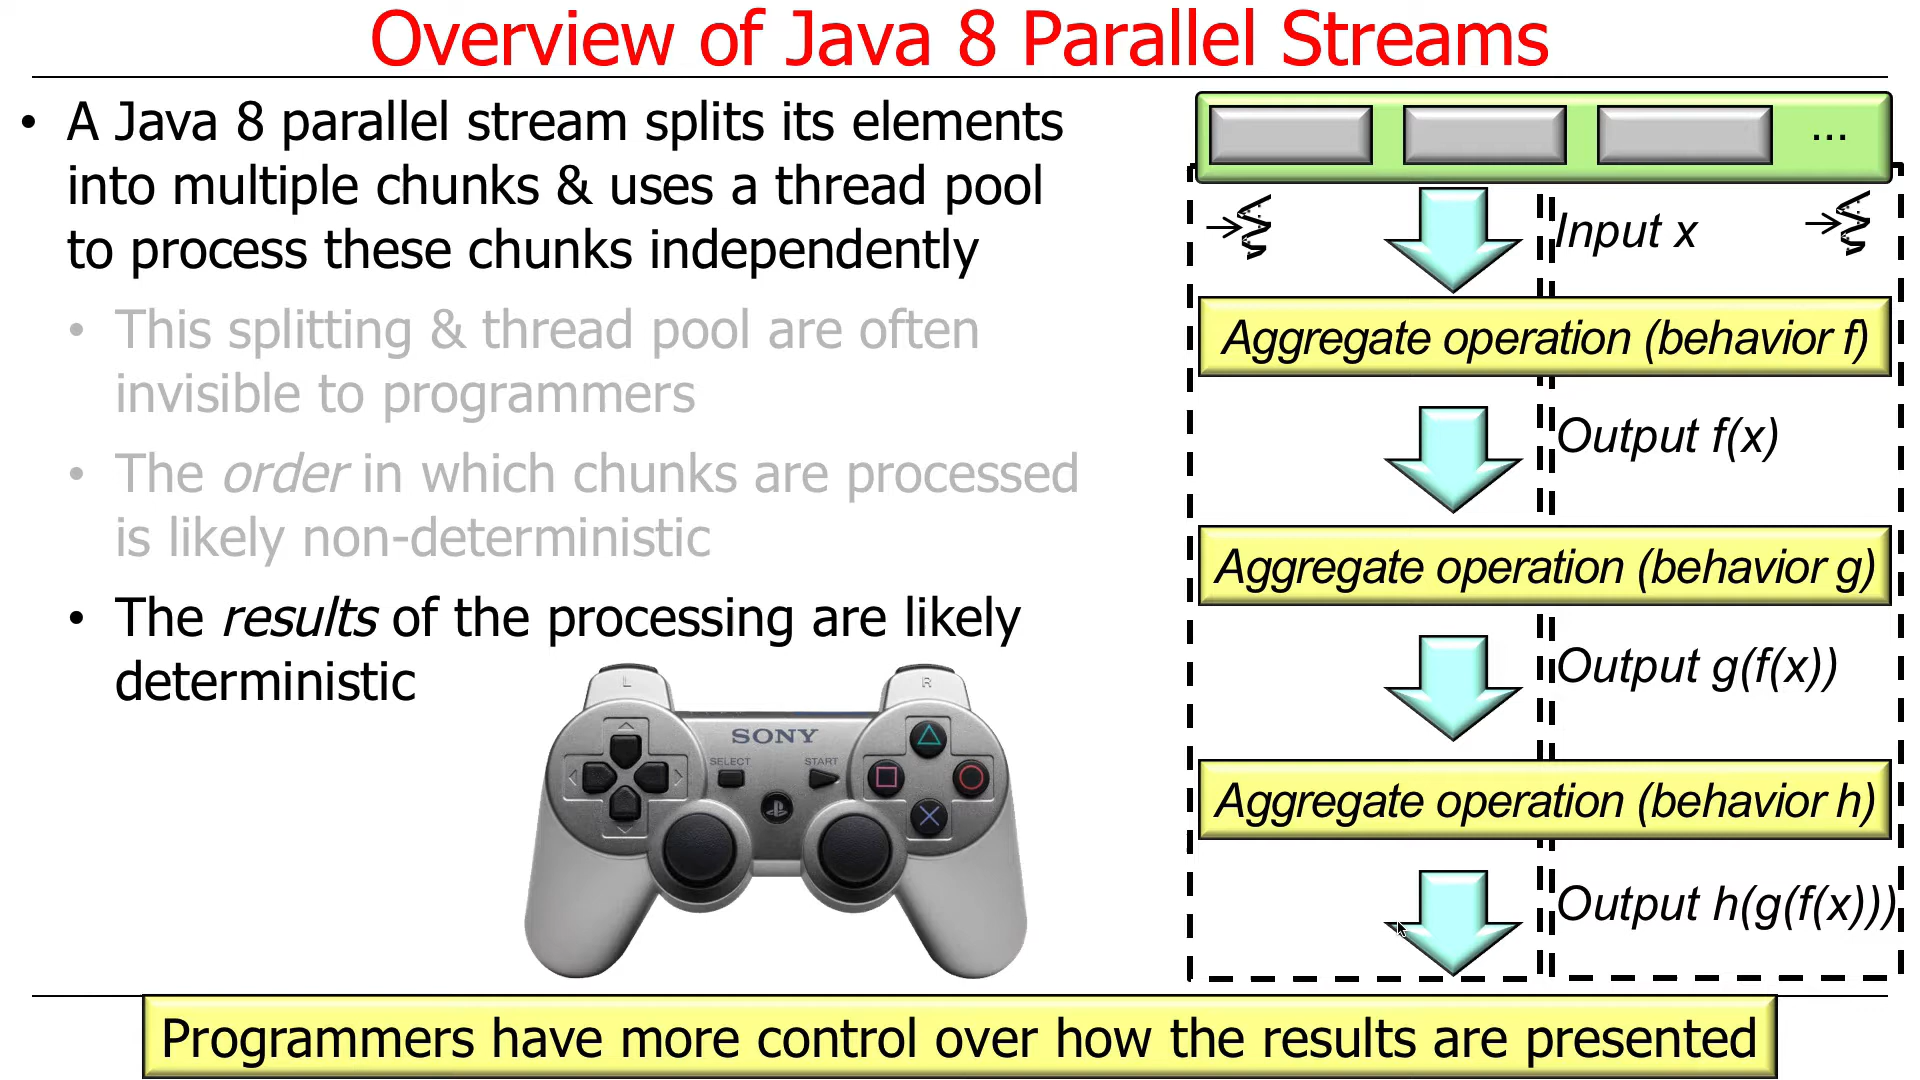 Overview of Java 8 Parallel Streams
• A Java 8 parallel stream splits its elements
into multiple chunks & uses a thread pool
to process these chunks independently
• This splitting & thread pool are often
invisible to programmers
• The order in which chunks are processed
is likely non-deterministic
• The results of the processing are likely
deterministic
L
R
SONY
SELECT
START
...
Input x
Aggregate operation (behavior f)
Output f(x)
Aggregate operation (behavior g)
Output g(f(x))
Aggregate operation (behavior h)
Output h(g(f(x)))
Programmers have more control over how the results are presented